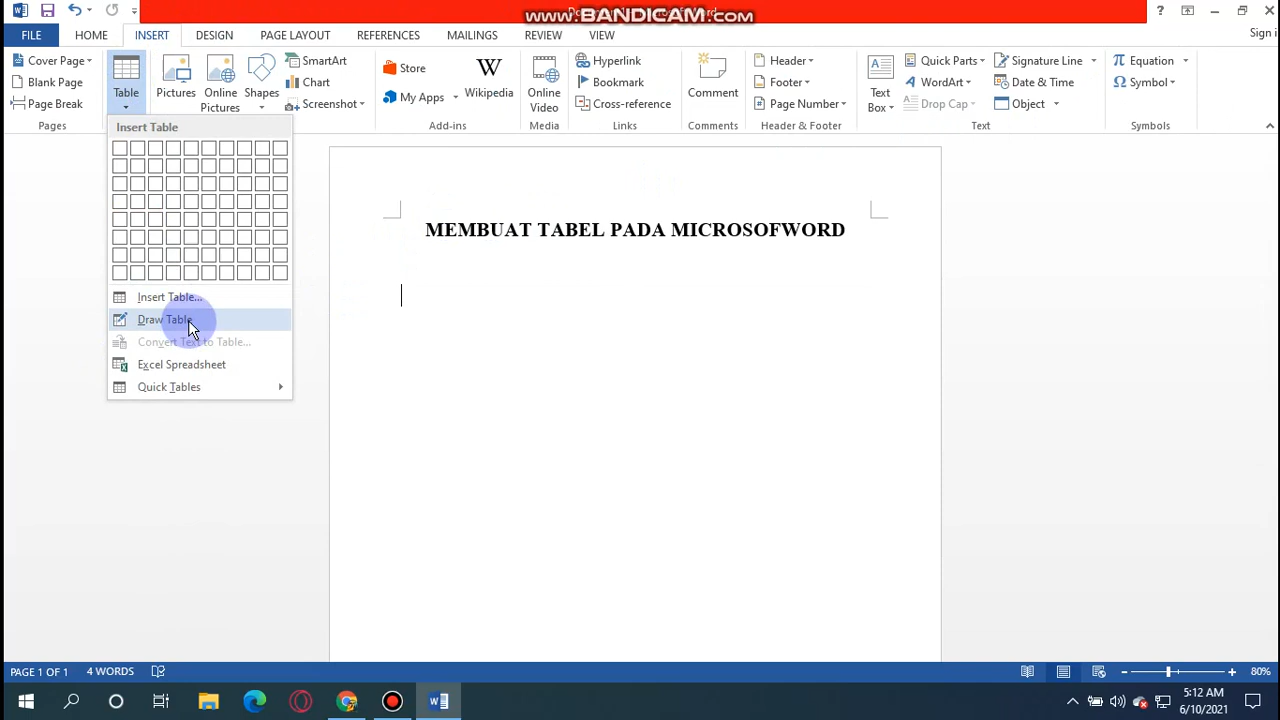 www.BANDICAM.com
FILE HOME INSERT DESIGN PAGE LAYOUT REFERENCES MAILINGS REVIEW VIEW
Sign i
Cover Page
Blank Page
Page Break
Pages
Table
Pictures
Online Pictures
Shapes
SmartArt
Chart
Screenshot
Store
My Apps
Wikipedia
Add-ins
Online Video
Media
Hyperlink
Bookmark
Cross-reference
Links
Comment
Comments
Header
Footer
Page Number
Header & Footer
Text Box
Quick Parts
WordArt
Drop Cap
Signature Line
Date & Time
Object
Text
Equation
Symbol
Symbols
Insert Table
Insert Table...
Draw Table
Convert Text to Table...
Excel Spreadsheet
Quick Tables
MEMBUAT TABEL PADA MICROSOFWORD
PAGE 1 OF 1 4 WORDS
80%
5:12 AM
6/10/2021